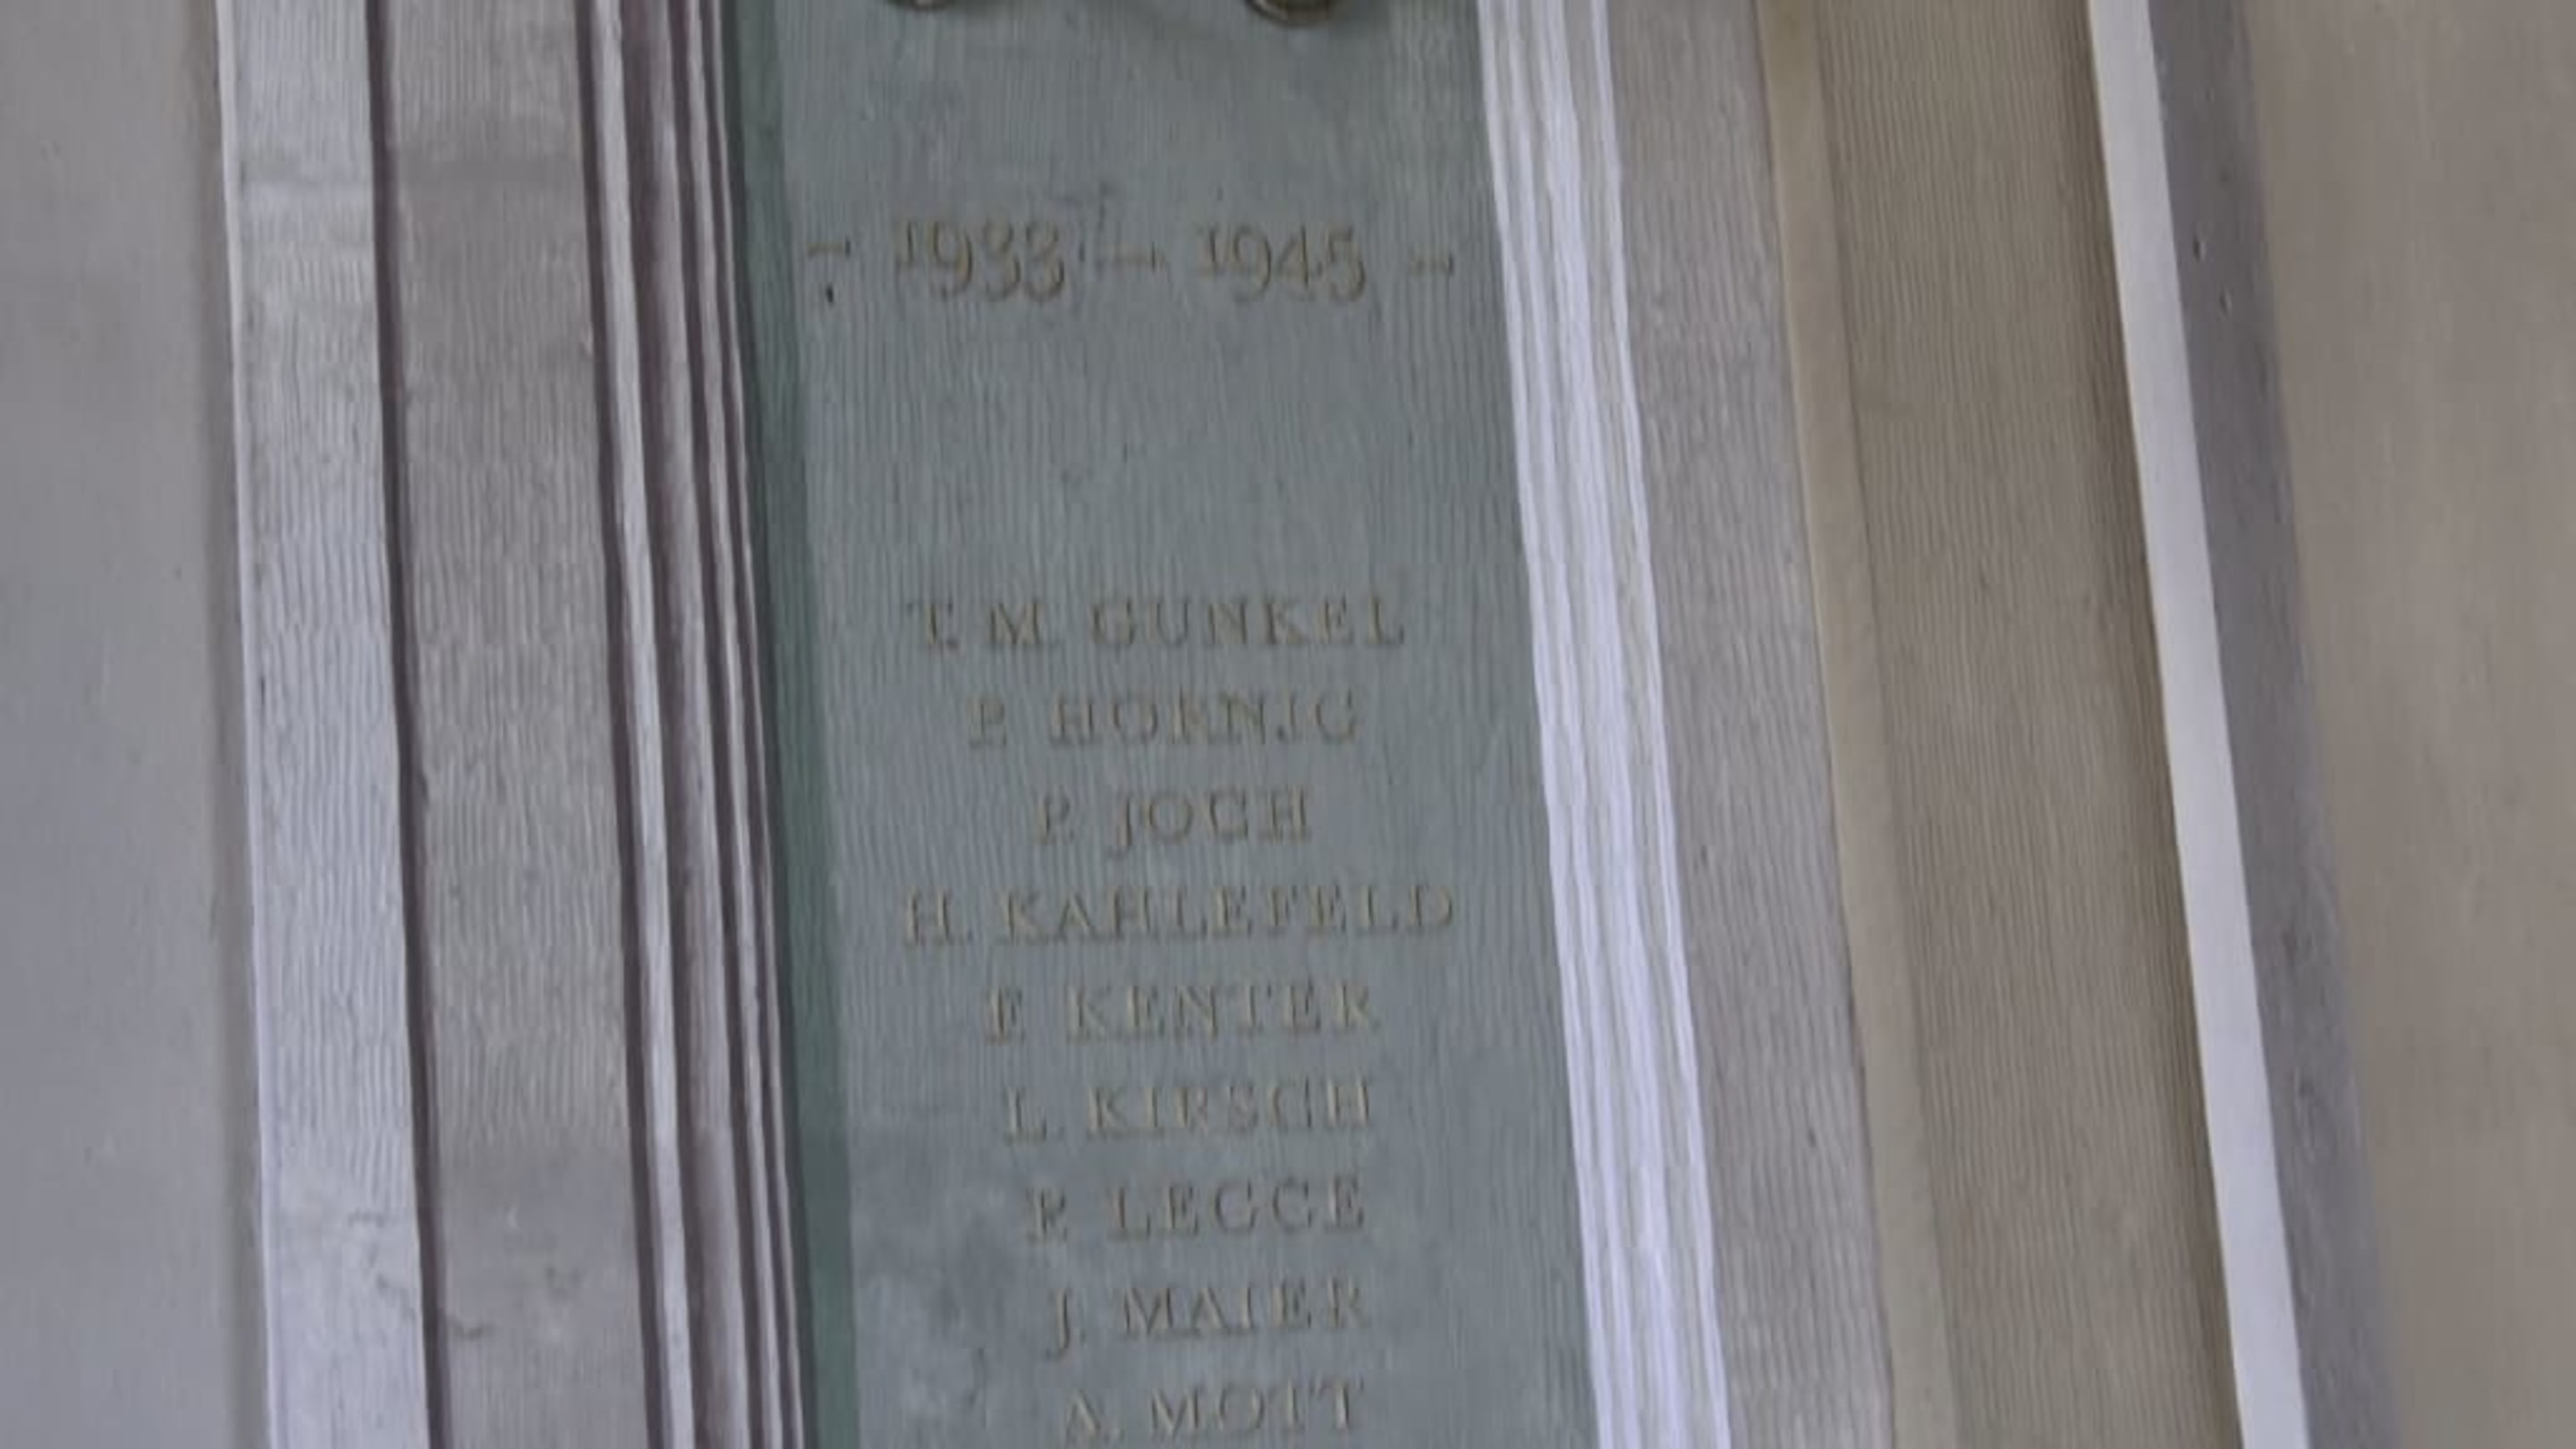 - 1933 - 1945 -
T. M. GUNKEL
P. HORNIG
P. JOCH
H. KAHLEFELD
F. KENTER
L. KIRSCH
P. LEGGE
J. MAIER
A. MOTT